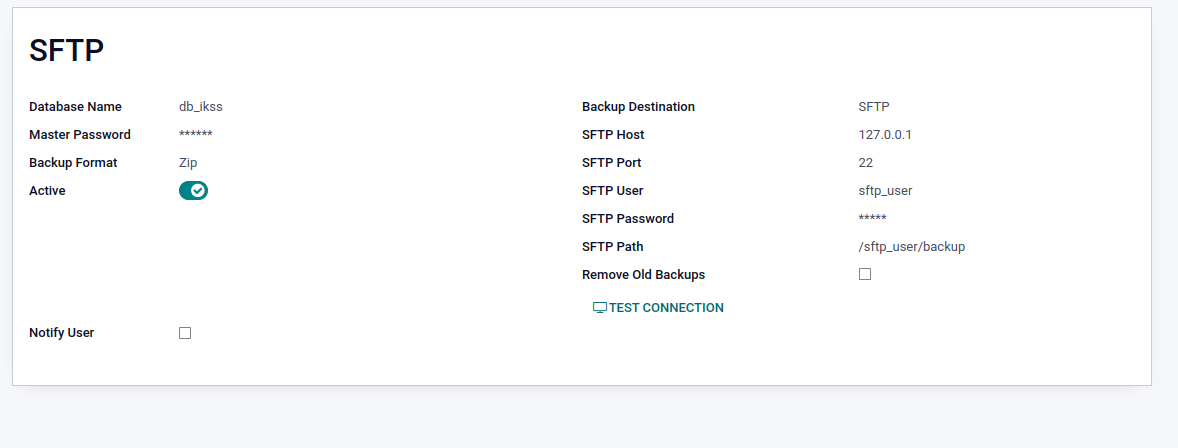 SFTP
Database Name db_ikss
Master Password ******
Backup Format Zip
Active
Backup Destination SFTP
SFTP Host 127.0.0.1
SFTP Port 22
SFTP User sftp_user
SFTP Password *****
SFTP Path /sftp_user/backup
Remove Old Backups
TEST CONNECTION
Notify User